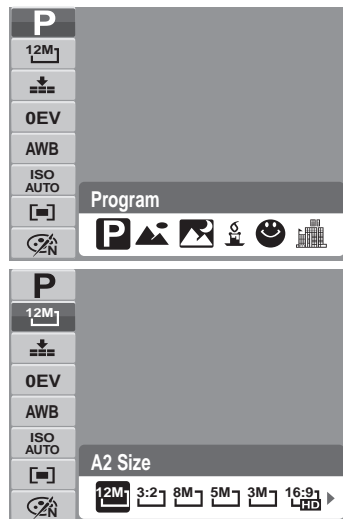 P
12M
0EV
AWB
ISO
AUTO
N
Program
P
P
12M
0EV
AWB
ISO
AUTO
N
A2 Size
12M 3:2 8M 5M 3M 16:9
HD